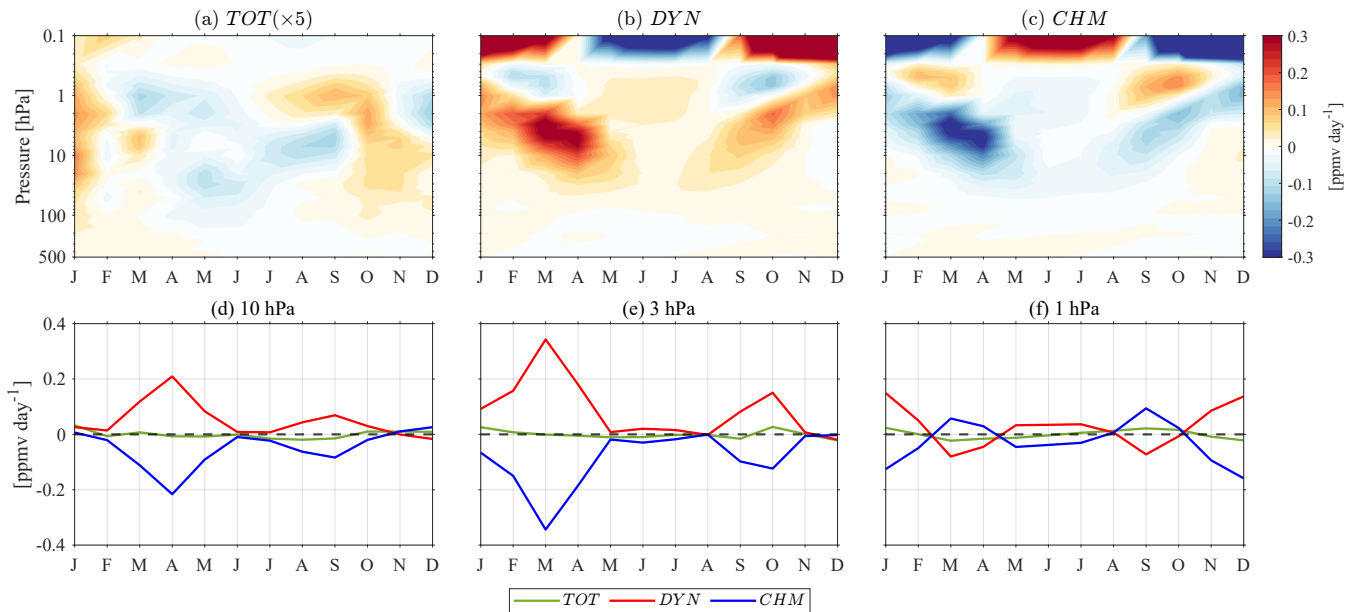 (a) TOT(×5) (b) DYN (c) CHM
0.1 0.3
0.2
1 0.1
Pressure [hPa] 0 [ppmv day-1]
10 -0.1
100 -0.2
500 -0.3
J F M A M J J A S O N D J F M A M J J A S O N D J F M A M J J A S O N D
(d) 10 hPa (e) 3 hPa (f) 1 hPa
0.4
0.2
[ppmv day-1] 0
-0.2
-0.4
J F M A M J J A S O N D J F M A M J J A S O N D J F M A M J J A S O N D
TOT DYN CHM